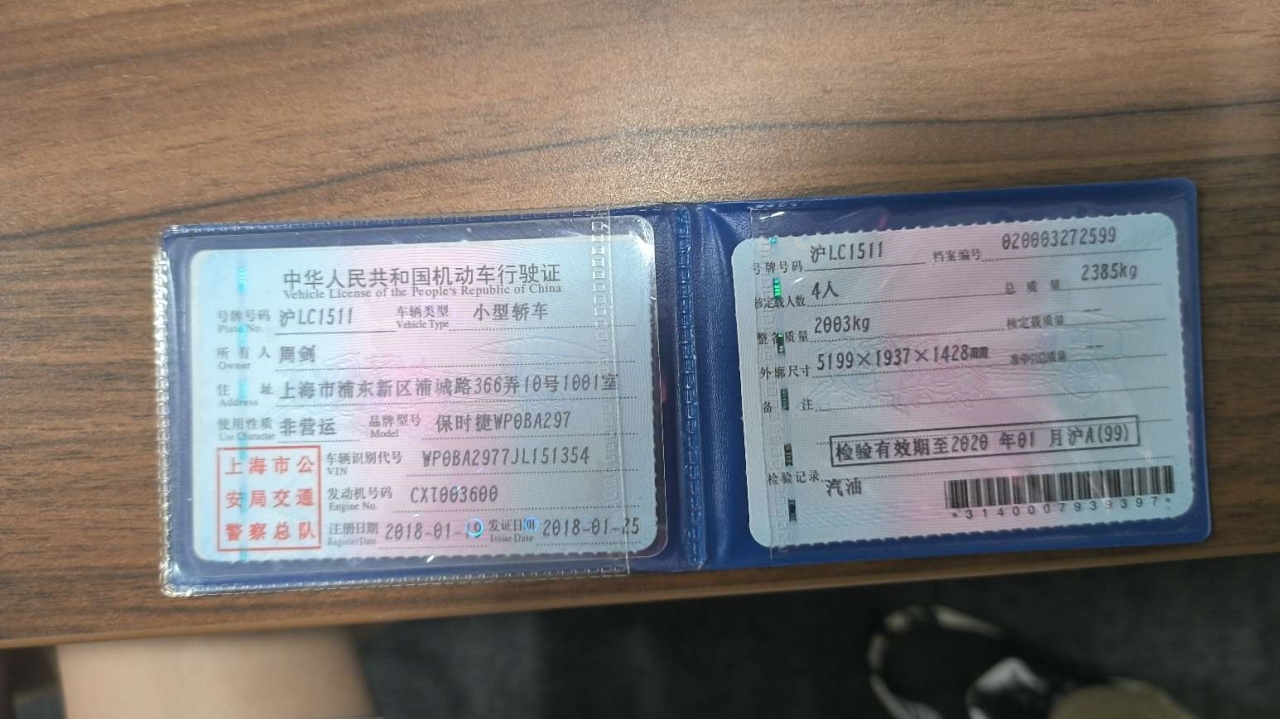 中华人民共和国机动车行驶证
Vehicle License of the People's Republic of China
号牌号码 沪LC1511 车辆类型 小型轿车
Plate No. Vehicle Type
所有人 周剑
Owner
住址 上海市浦东新区浦城路366弄10号1001室
Address
使用性质 非营运 品牌型号 保时捷WP0BA297
Use Character Model
上海市公安局交通警察总队
车辆识别代号 WP0BA2977JL151354
VIN
发动机号码 CXT003600
Engine No.
注册日期 2018-01- 发证日期 2018-01-25
Register Date Issue Date
号牌号码 沪LC1511 档案编号 020003272599
核定载人数 4人 总质量 2385kg
整备质量 2003kg 核定载质量 --
外廓尺寸 5199×1937×1428 准牵引总质量 --
备注
检验有效期至2020年01月沪A(99)
检验记录
汽油
*3140007939397*